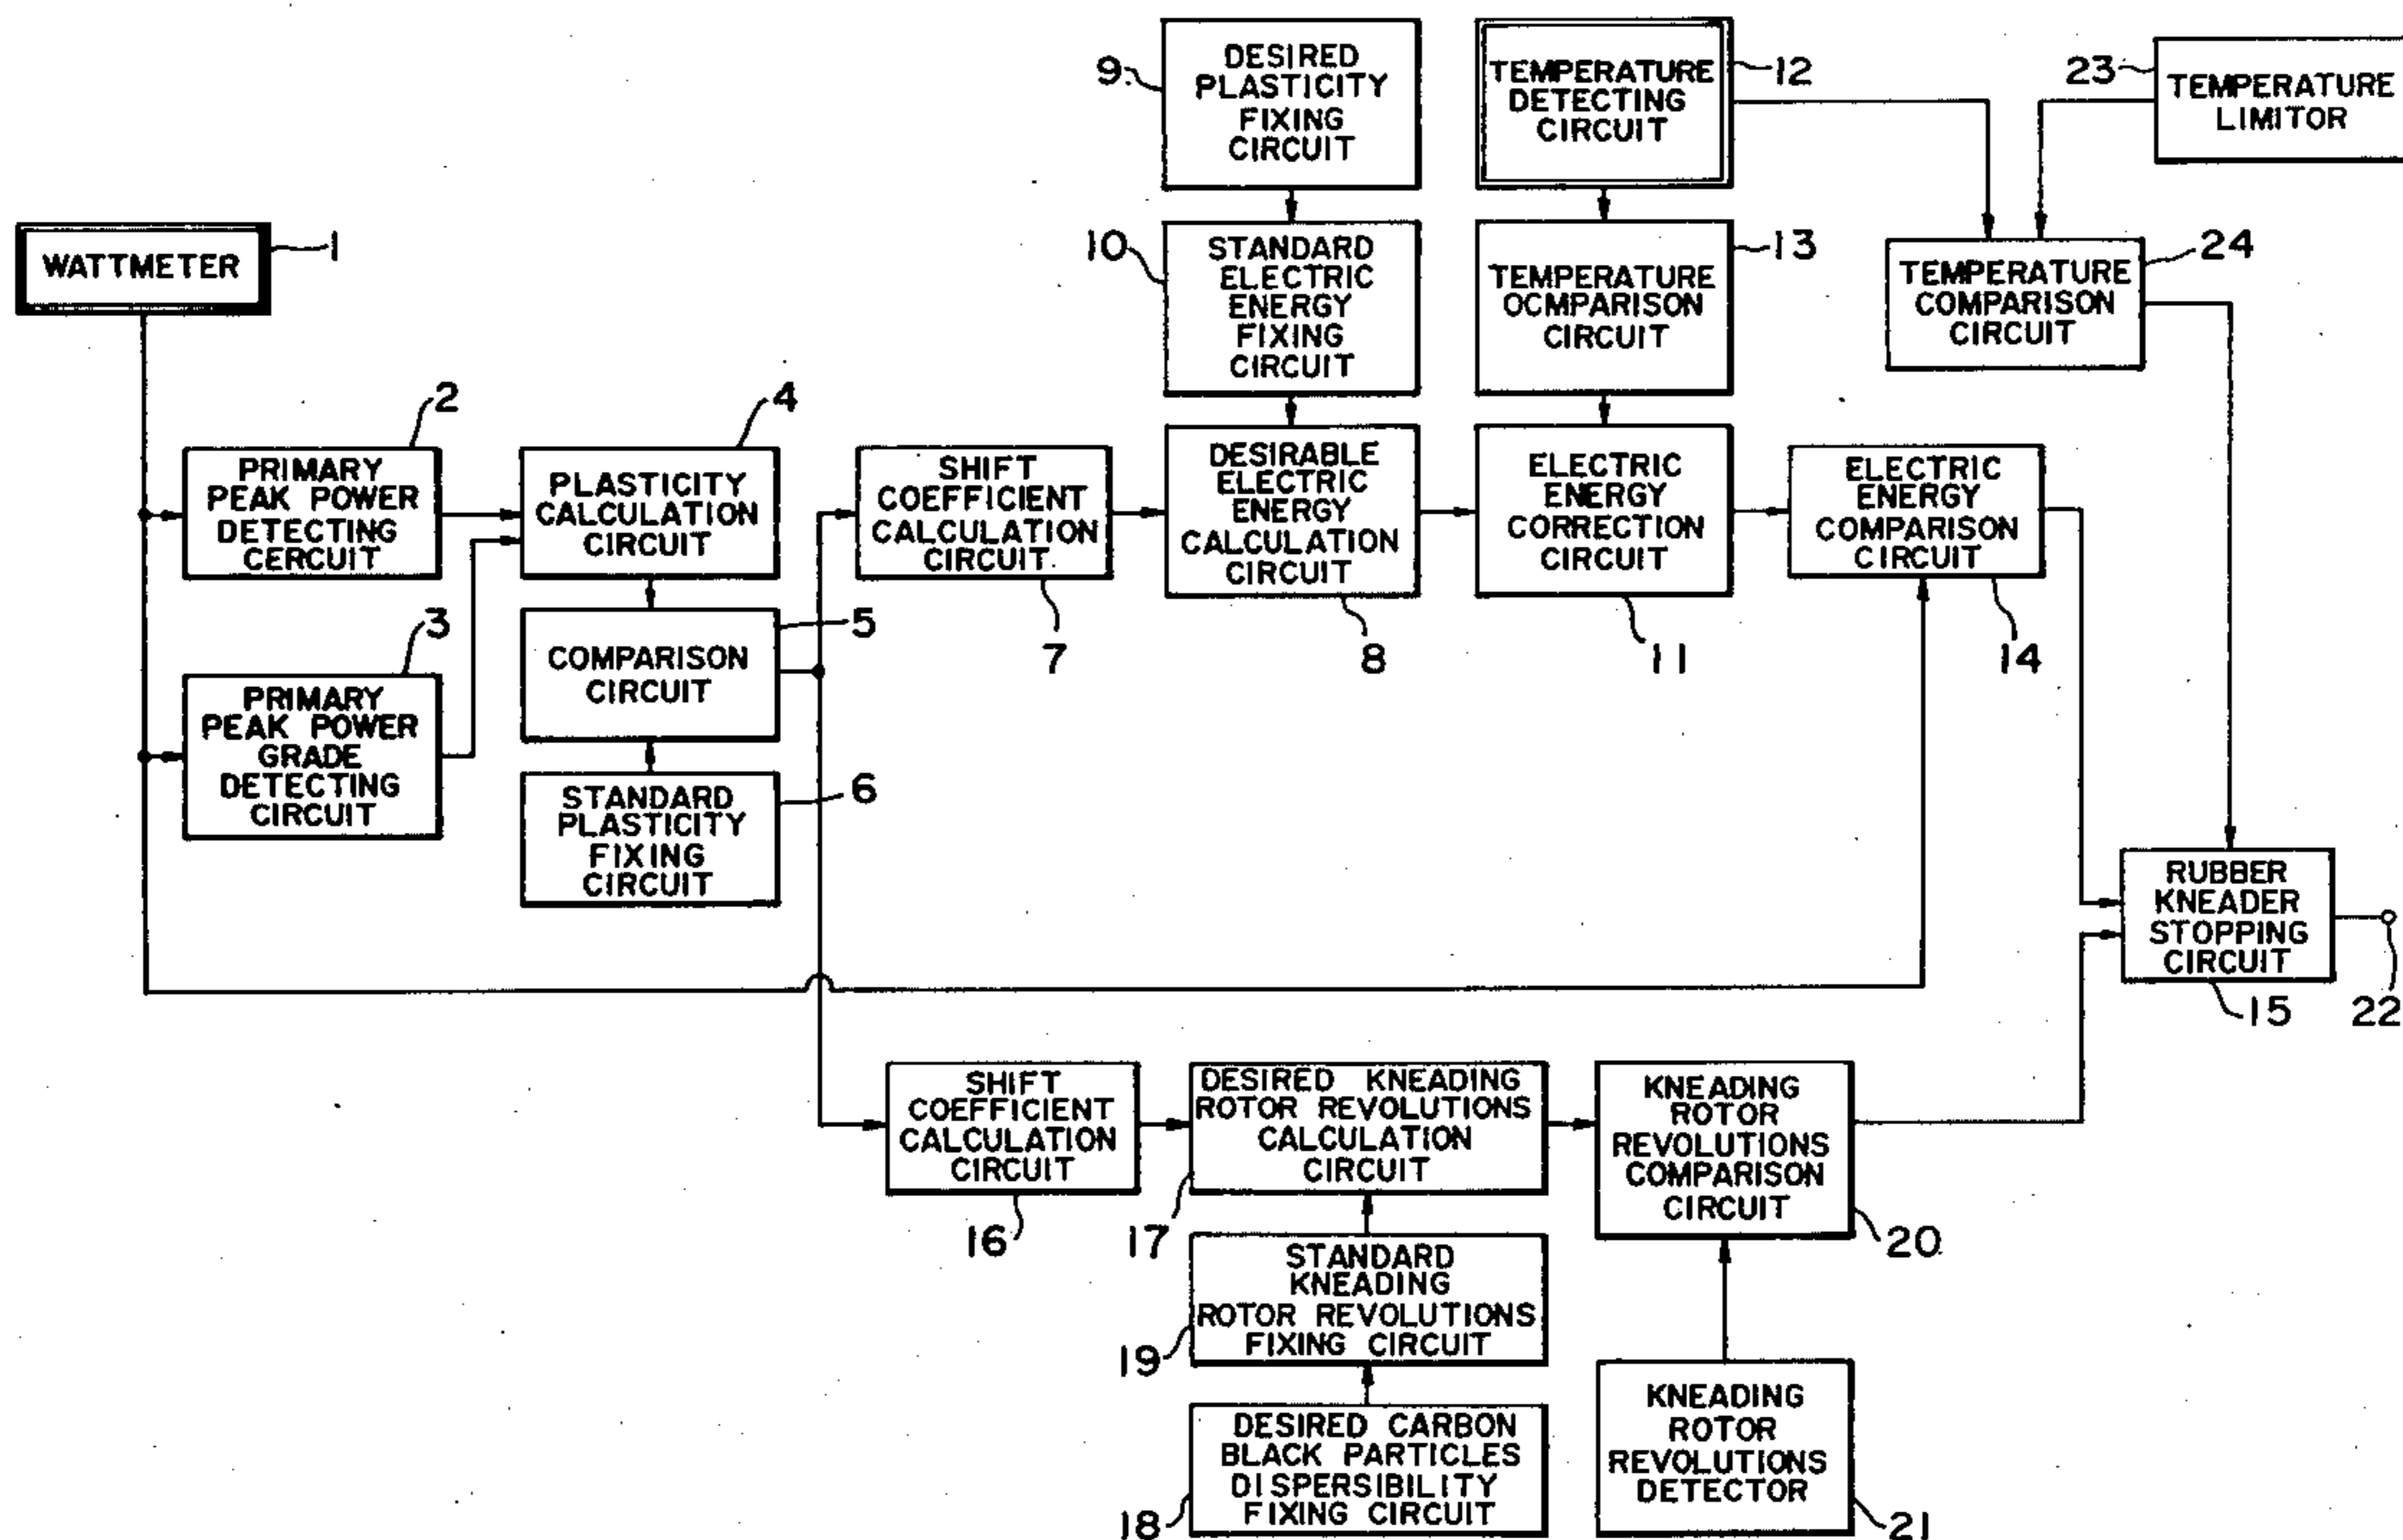 9
DESIRED
PLASTICITY
FIXING
CIRCUIT
TEMPERATURE
DETECTING
CIRCUIT
12
23
TEMPERATURE
LIMITOR
WATTMETER
1
10
STANDARD
ELECTRIC
ENERGY
FIXING
CIRCUIT
TEMPERATURE
OCMPARISON
CIRCUIT
13
TEMPERATURE
COMPARISON
CIRCUIT
24
2
PRIMARY
PEAK POWER
DETECTING
CERCUIT
4
PLASTICITY
CALCULATION
CIRCUIT
SHIFT
COEFFICIENT
CALCULATION
CIRCUIT
7
DESIRABLE
ELECTRIC
ENERGY
CALCULATION
CIRCUIT
8
ELECTRIC
ENERGY
CORRECTION
CIRCUIT
11
ELECTRIC
ENERGY
COMPARISON
CIRCUIT
14
3
PRIMARY
PEAK POWER
GRADE
DETECTING
CIRCUIT
5
COMPARISON
CIRCUIT
6
STANDARD
PLASTICITY
FIXING
CIRCUIT
RUBBER
KNEADER
STOPPING
CIRCUIT
15
22
SHIFT
COEFFICIENT
CALCULATION
CIRCUIT
16
DESIRED KNEADING
ROTOR REVOLUTIONS
CALCULATION
CIRCUIT
17
KNEADING
ROTOR
REVOLUTIONS
COMPARISON
CIRCUIT
20
STANDARD
KNEADING
ROTOR REVOLUTIONS
FIXING CIRCUIT
19
DESIRED CARBON
BLACK PARTICLES
DISPERSIBILITY
FIXING CIRCUIT
18
KNEADING
ROTOR
REVOLUTIONS
DETECTOR
21